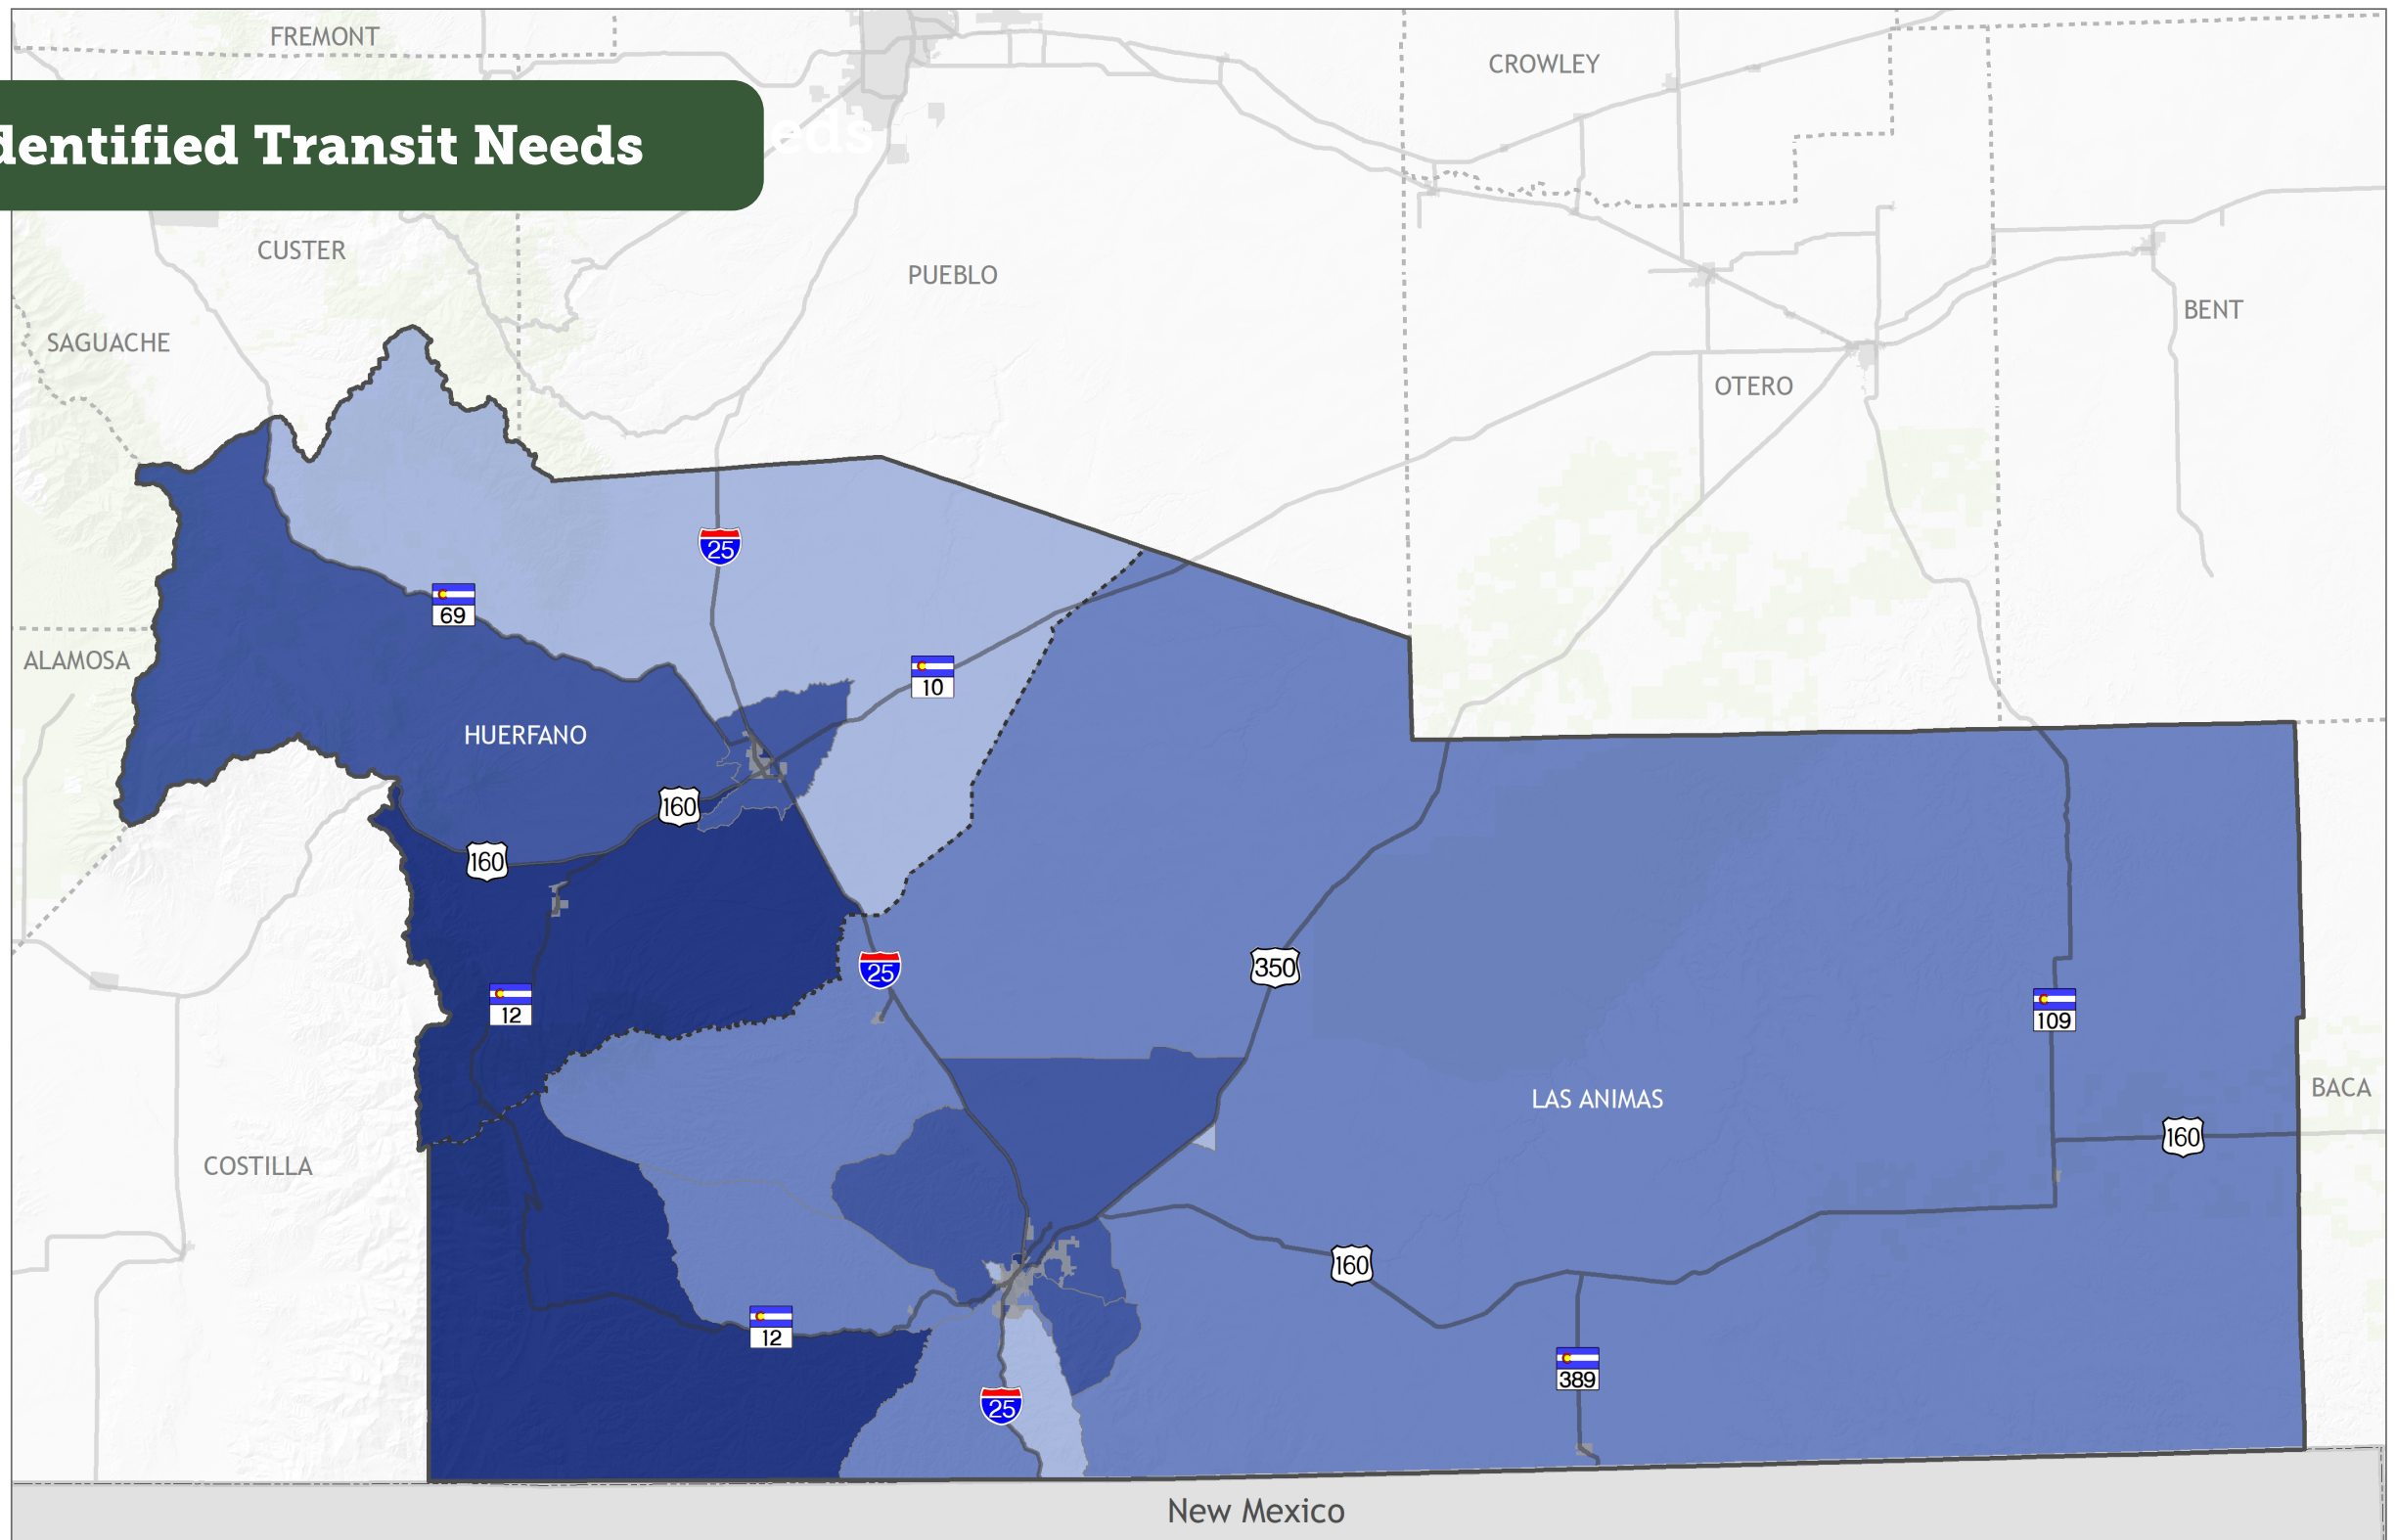 FREMONT
CROWLEY
dentified Transit Needs
eds
CUSTER
PUEBLO
BENT
SAGUACHE
OTERO
25
69
ALAMOSA
10
HUERFANO
160
160
25
350
12
109
LAS ANIMAS
BACA
160
COSTILLA
160
12
389
25
New Mexico